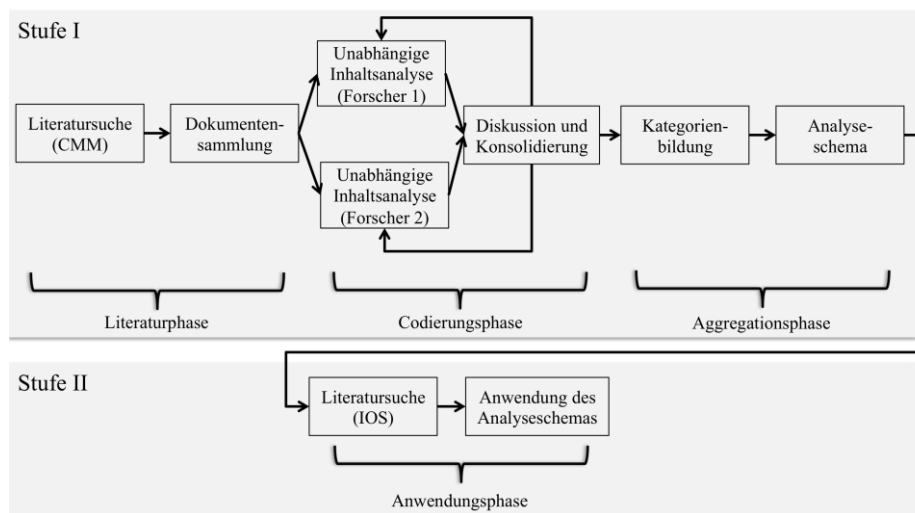 Stufe I
Literatursuche
(CMM)
Dokumenten-
sammlung
Unabhängige
Inhaltsanalyse
(Forscher 1)
Unabhängige
Inhaltsanalyse
(Forscher 2)
Diskussion und
Konsolidierung
Kategorien-
bildung
Analyse-
schema
Literaturphase
Codierungsphase
Aggregationsphase
Stufe II
Literatursuche
(IOS)
Anwendung des
Analyseschemas
Anwendungsphase